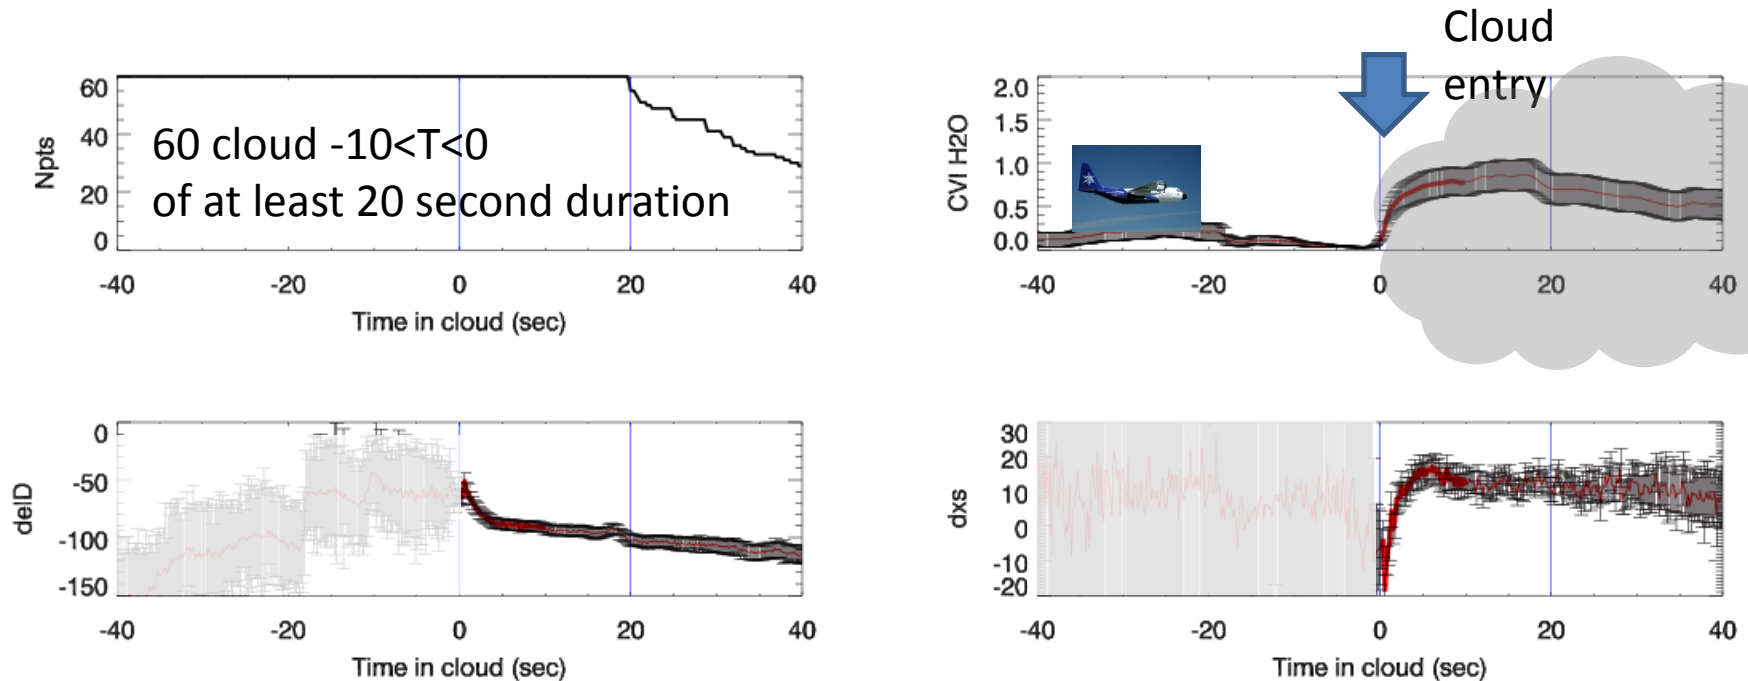 Cloud
entry
60
40
20
0
Npts
60 cloud -10<T<0
of at least 20 second duration
-40 -20 0 20 40
Time in cloud (sec)
2.0
1.5
1.0
0.5
0.0
CVI H2O
-40 -20 0 20 40
0
-50
-100
-150
delD
-40 -20 0 20 40
Time in cloud (sec)
30
20
10
0
-10
-20
dxs
-40 -20 0 20 40
Time in cloud (sec)